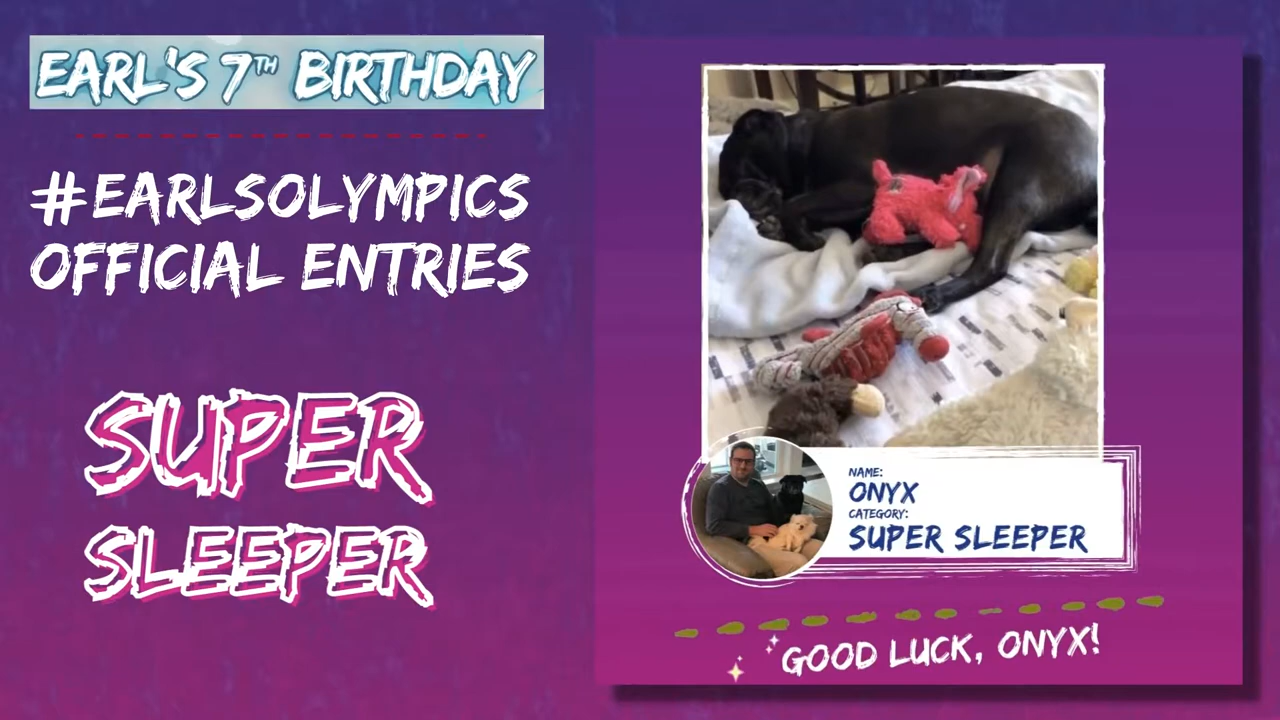 EARL'S 7TH BIRTHDAY
#EARLSOLYMPICS
OFFICIAL ENTRIES
SUPER
SLEEPER
NAME:
ONYX
CATEGORY:
SUPER SLEEPER
GOOD LUCK, ONYX!